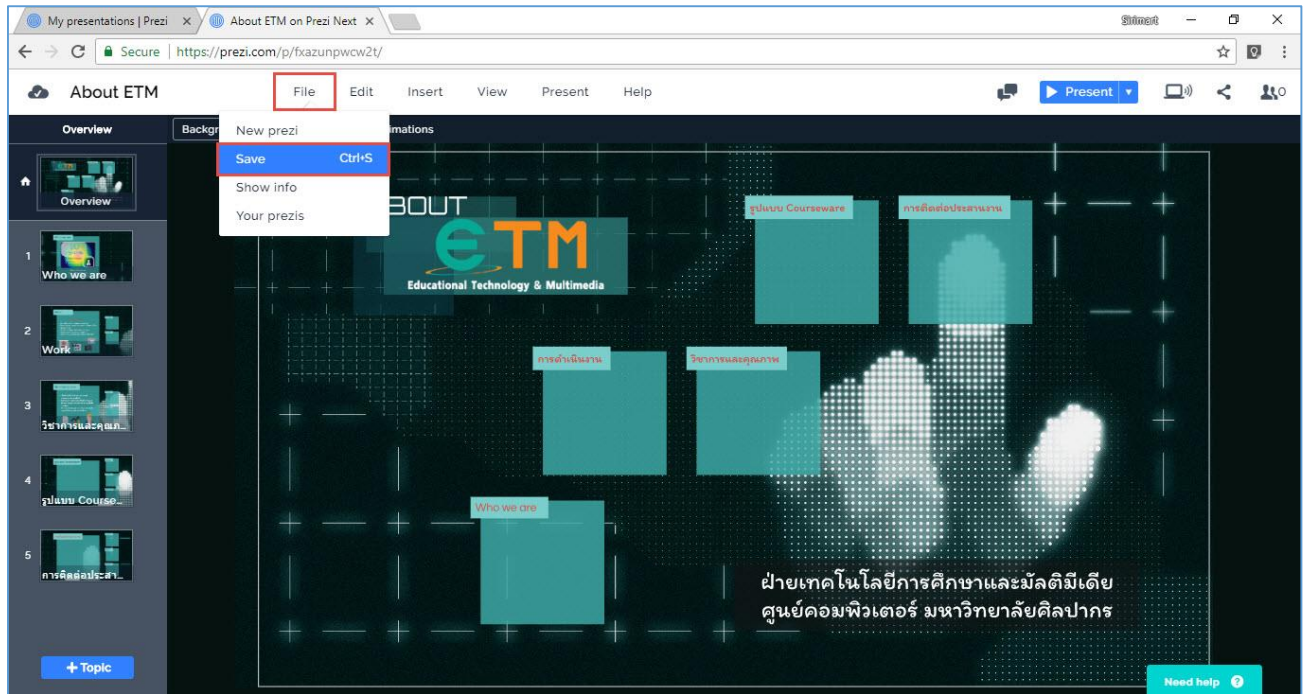 My presentations | Prezi
About ETM on Prezi Next
Sirimart
Secure
https://prezi.com/p/fxazunpwcw2t/
About ETM
File
Edit
Insert
View
Present
Help
Present
0
Overview
Backgr
imations
New prezi
Save
Ctrl+S
Show info
Your prezis
Overview
1
Who we are
2
Work
3
วิชาการและคุณภ...
4
รูปแบบ Course...
5
การติดต่อประสา...
+ Topic
BOUT
ETM
Educational Technology & Multimedia
รูปแบบ Courseware
การติดต่อประสานงาน
การดำเนินงาน
วิชาการและคุณภาพ
Who we are
ฝ่ายเทคโนโลยีการศึกษาและมัลติมีเดีย
ศูนย์คอมพิวเตอร์ มหาวิทยาลัยศิลปากร
Need help ?